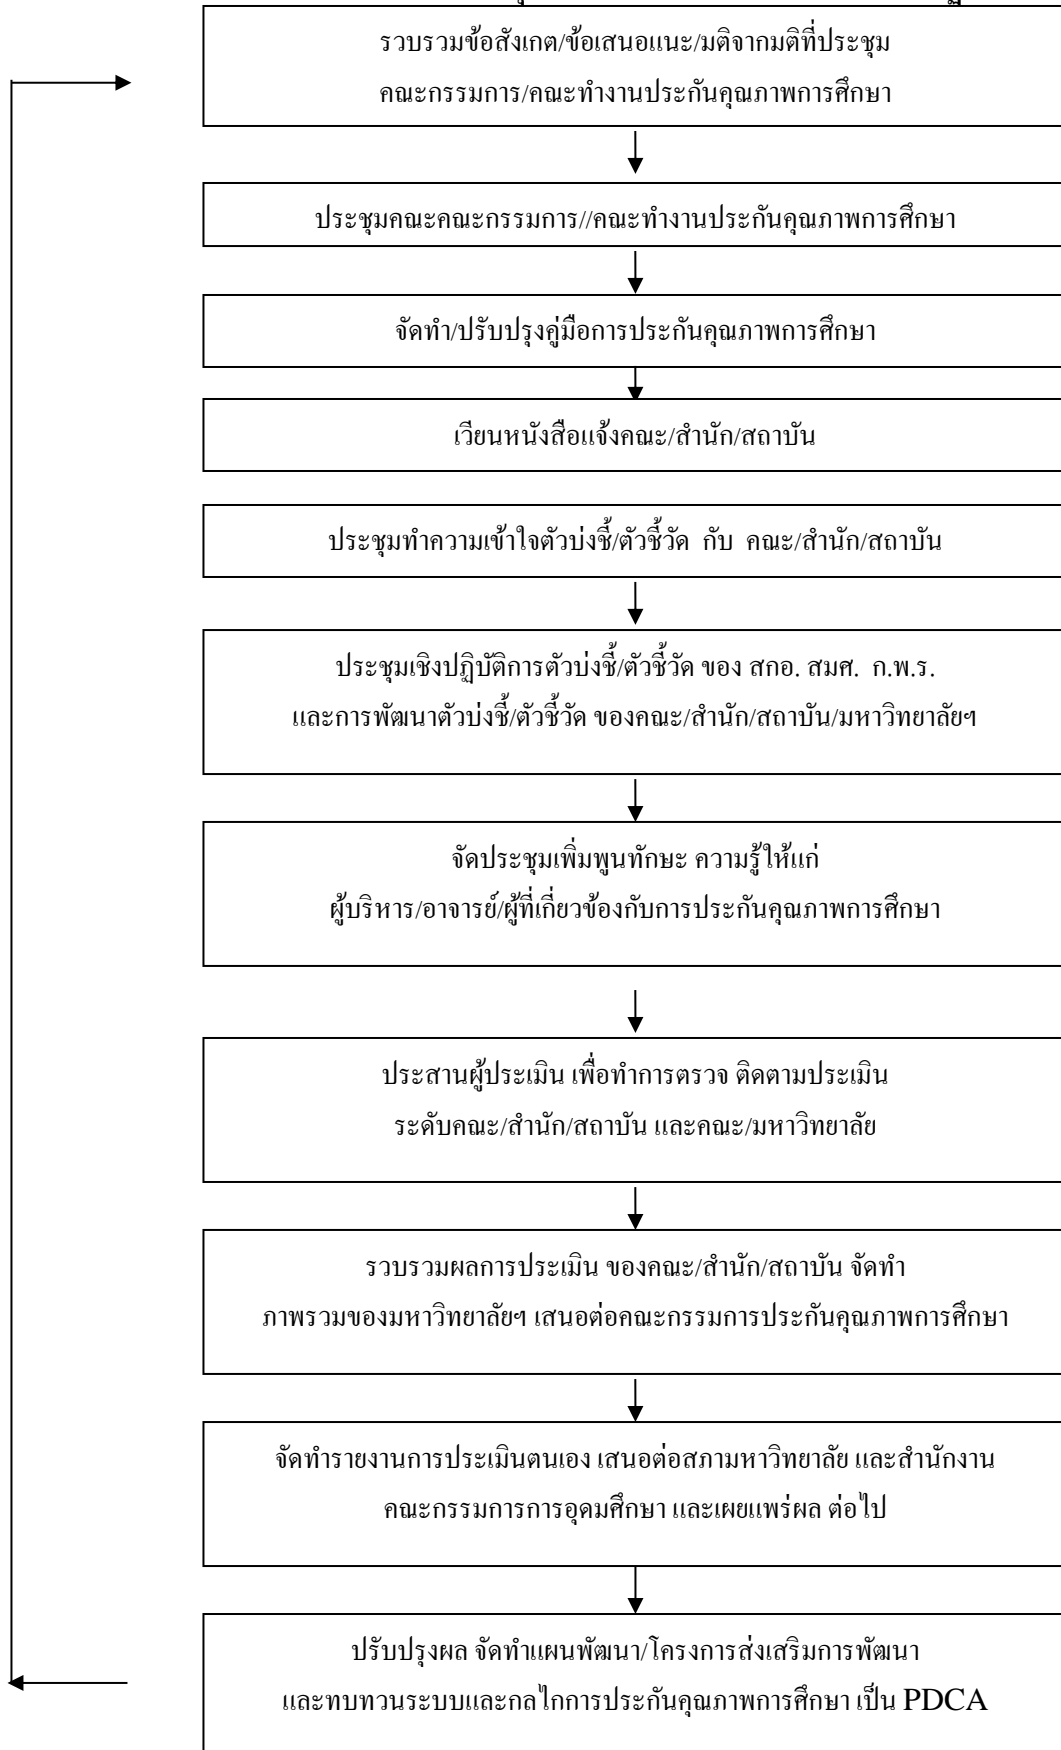 รวบรวมข้อสังเกต/ข้อเสนอแนะ/มติจากมติที่ประชุม
คณะกรรมการ/คณะทำงานประกันคุณภาพการศึกษา
ประชุมคณะคณะกรรมการ//คณะทำงานประกันคุณภาพการศึกษา
จัดทำ/ปรับปรุงคู่มือการประกันคุณภาพการศึกษา
เวียนหนังสือแจ้งคณะ/สำนัก/สถาบัน
ประชุมทำความเข้าใจตัวบ่งชี้/ตัวชี้วัด กับ คณะ/สำนัก/สถาบัน
ประชุมเชิงปฏิบัติการตัวบ่งชี้/ตัวชี้วัด ของ สกอ. สมศ. ก.พ.ร.
และการพัฒนาตัวบ่งชี้/ตัวชี้วัด ของคณะ/สำนัก/สถาบัน/มหาวิทยาลัยฯ
จัดประชุมเพิ่มพูนทักษะ ความรู้ให้แก่
ผู้บริหาร/อาจารย์/ผู้ที่เกี่ยวข้องกับการประกันคุณภาพการศึกษา
ประสานผู้ประเมิน เพื่อทำการตรวจ ติดตามประเมิน
ระดับคณะ/สำนัก/สถาบัน และคณะ/มหาวิทยาลัย
รวบรวมผลการประเมิน ของคณะ/สำนัก/สถาบัน จัดทำ
ภาพรวมของมหาวิทยาลัยฯ เสนอต่อคณะกรรมการประกันคุณภาพการศึกษา
จัดทำรายงานการประเมินตนเอง เสนอต่อสภามหาวิทยาลัย และสำนักงาน
คณะกรรมการการอุดมศึกษา และเผยแพร่ผล ต่อไป
ปรับปรุงผล จัดทำแผนพัฒนา/โครงการส่งเสริมการพัฒนา
และทบทวนระบบและกลไกการประกันคุณภาพการศึกษา เป็น PDCA